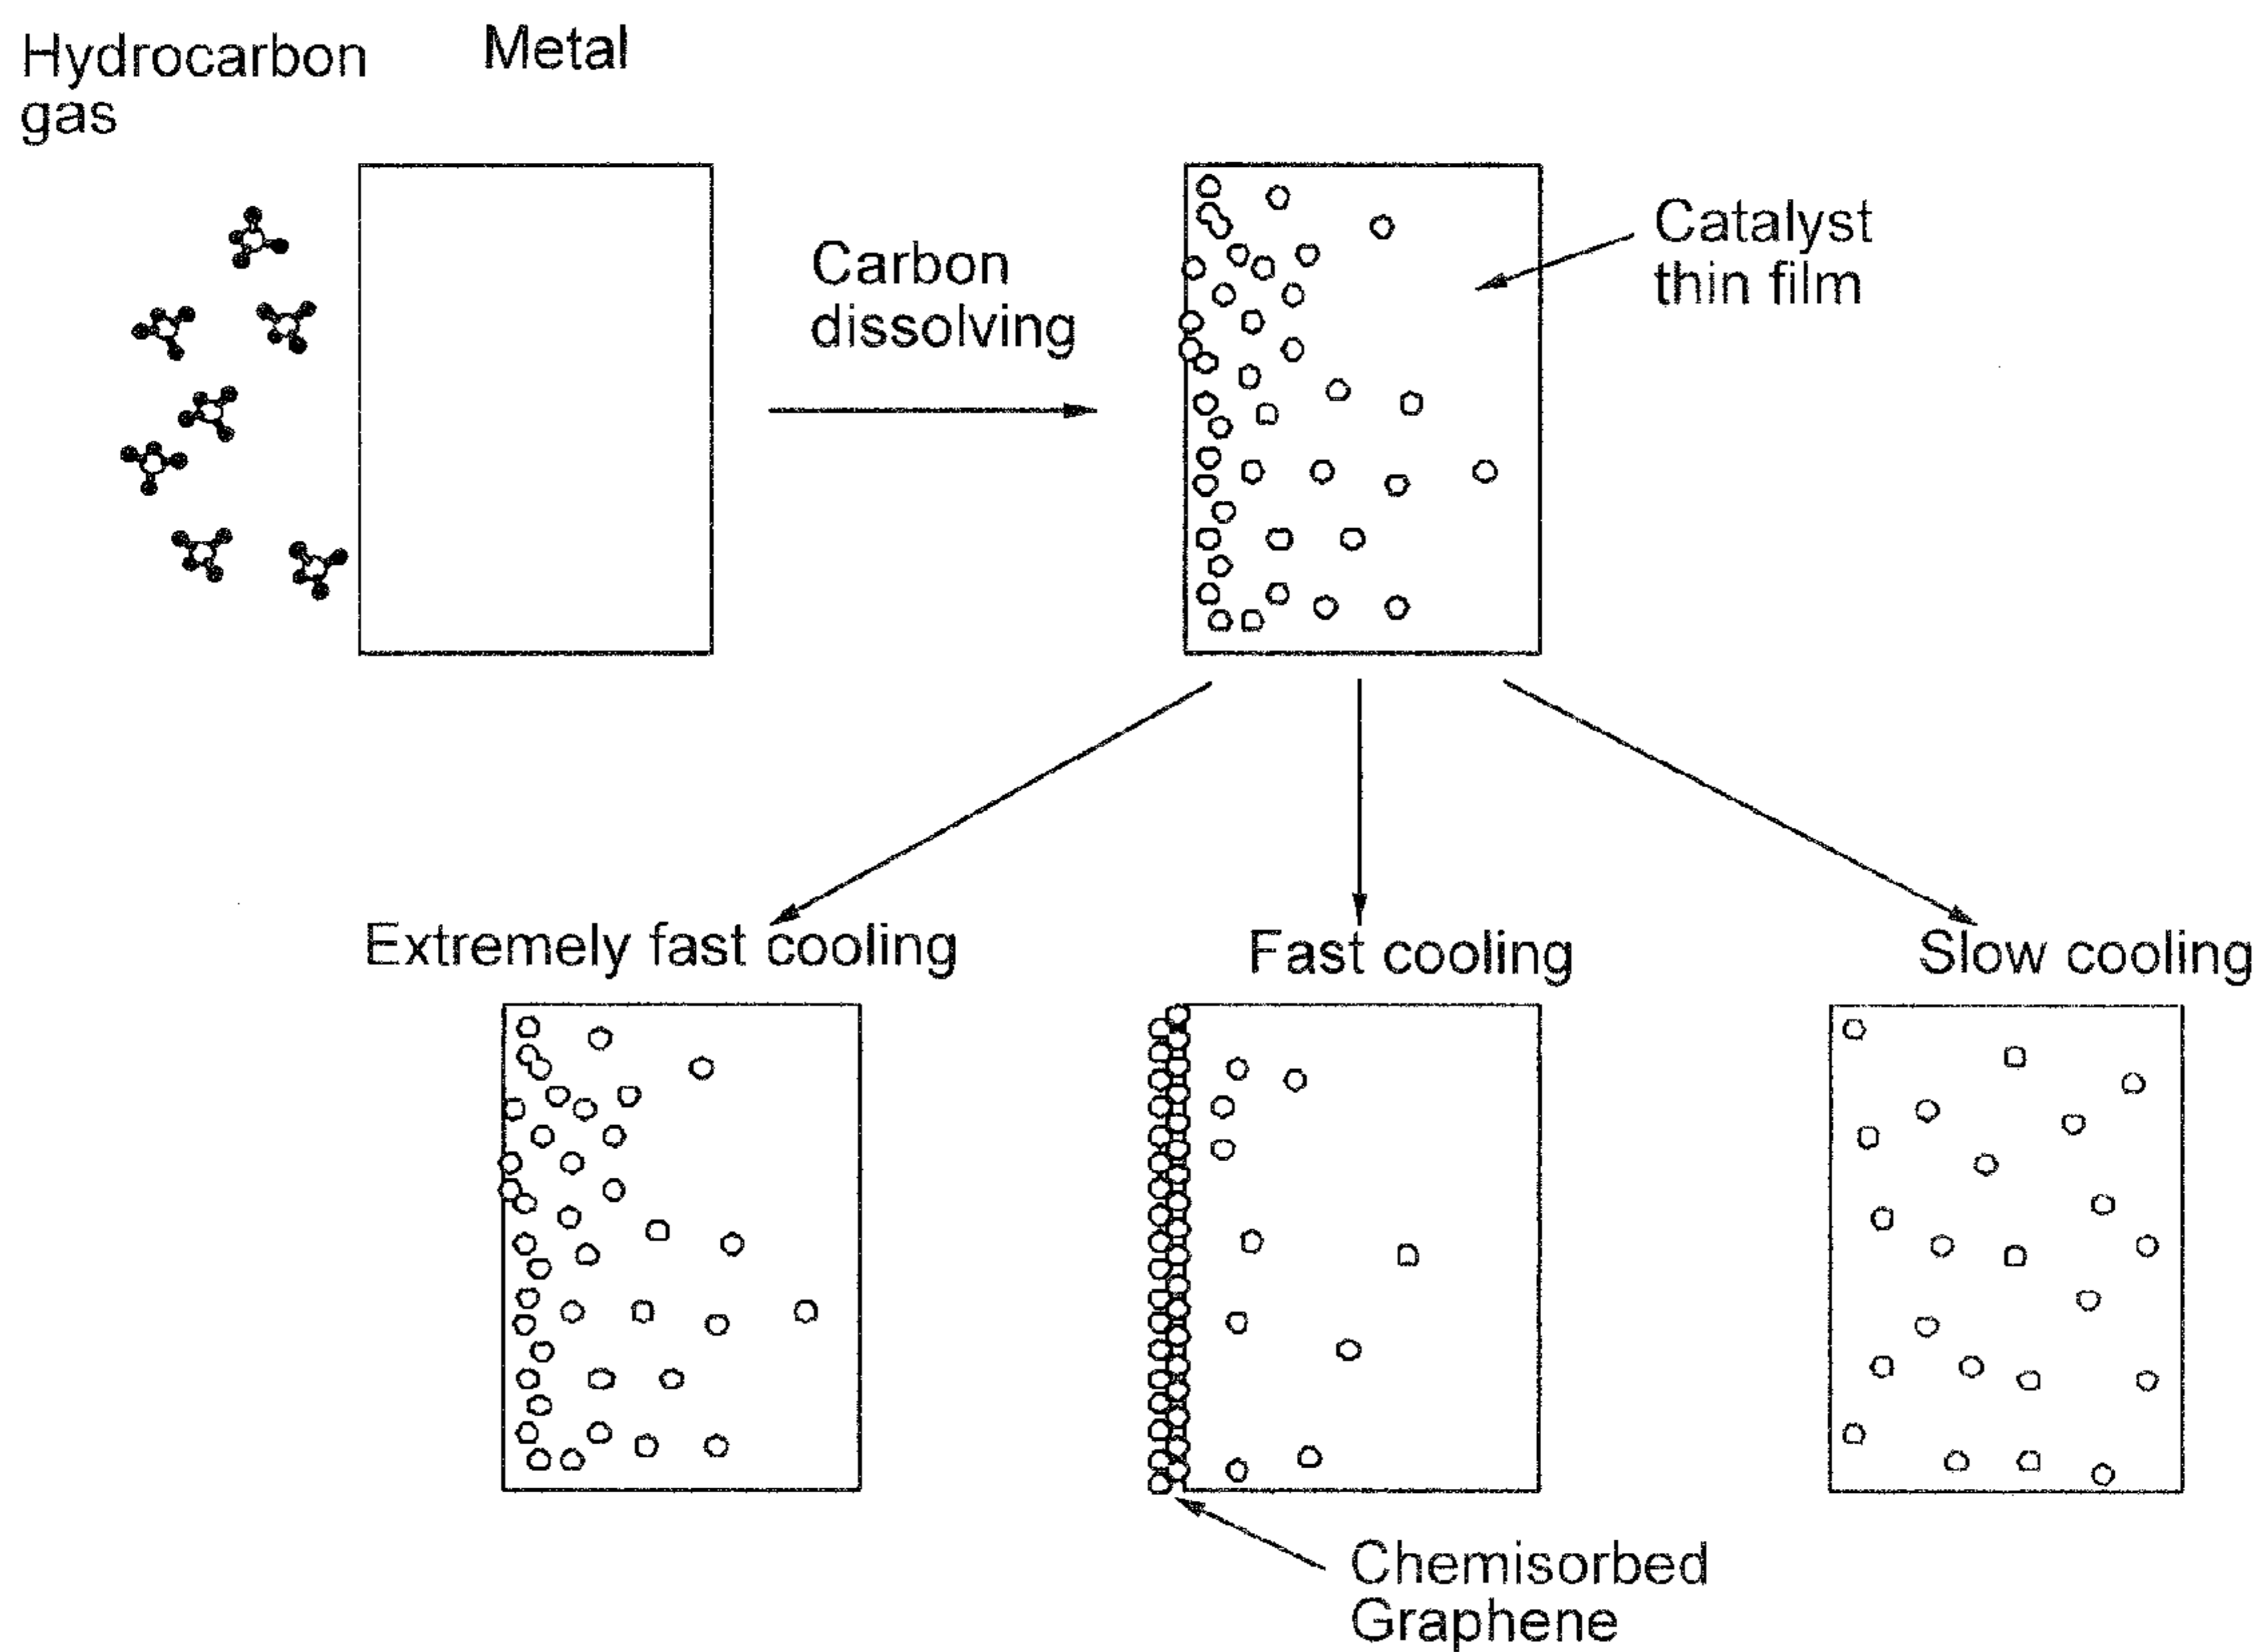 Hydrocarbon
gas
Metal
Carbon
dissolving
Catalyst
thin film
Extremely fast cooling
Fast cooling
Slow cooling
Chemisorbed
Graphene